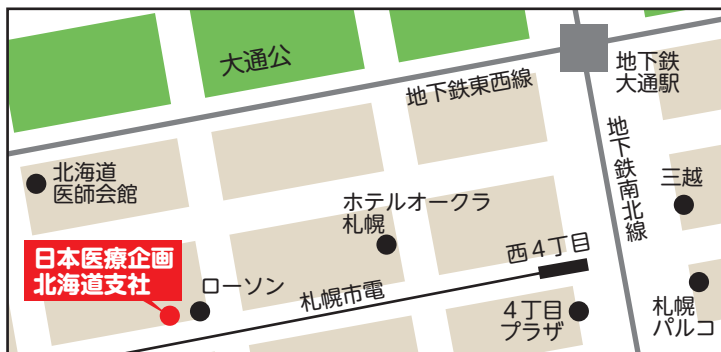 大通公
地下鉄東西線
地下鉄
大通駅
地下鉄南北線
北海道
医師会館
三越
ホテルオークラ
札幌
西4丁目
日本医療企画
北海道支社
ローソン
札幌市電
4丁目
プラザ
札幌
パルコ